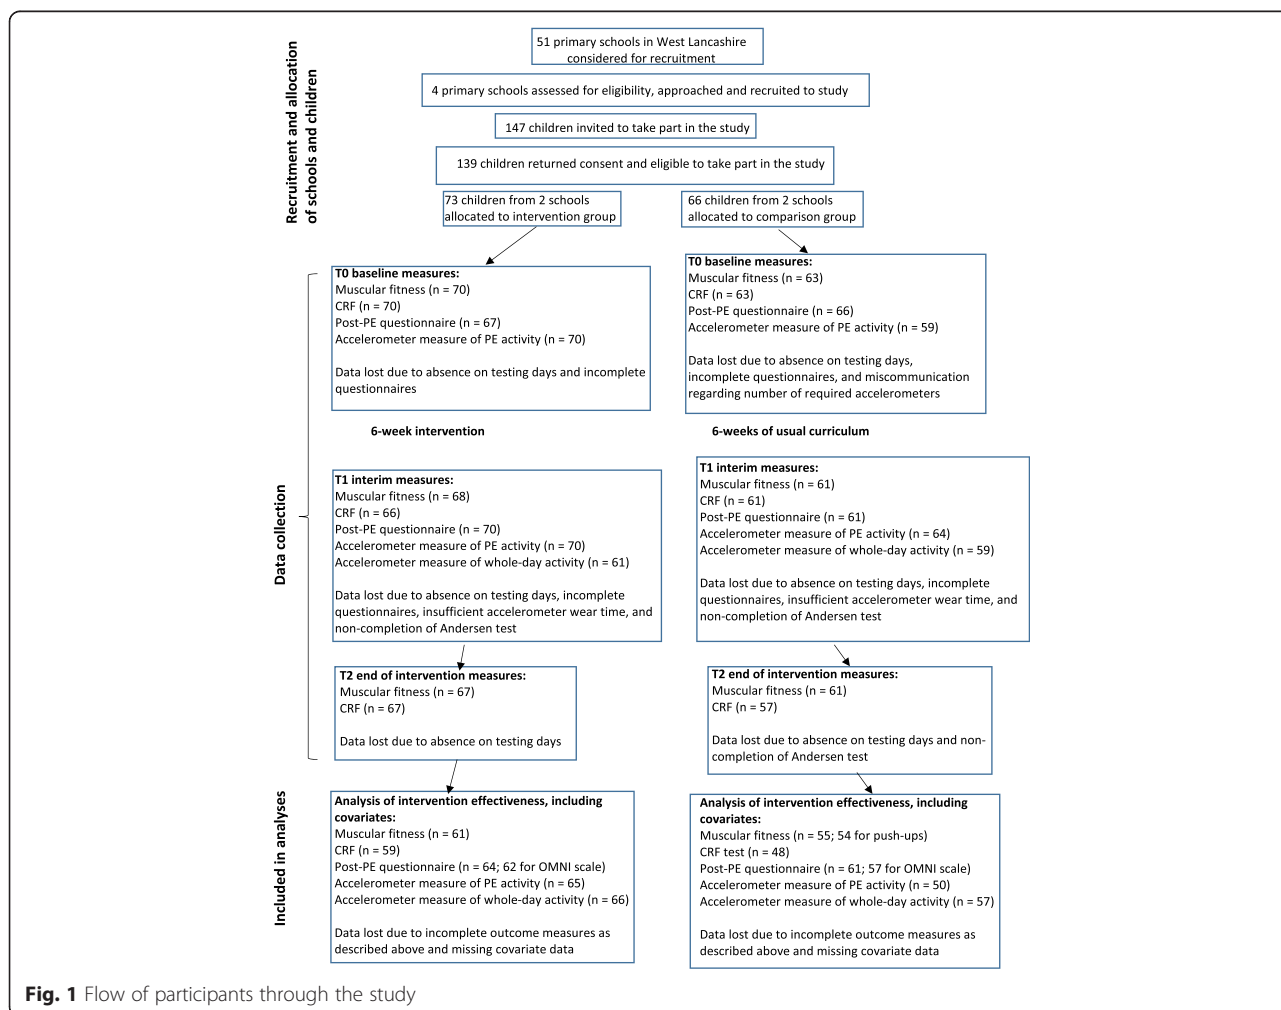 Recruitment and allocation
of schools and children
51 primary schools in West Lancashire
considered for recruitment
4 primary schools assessed for eligibility, approached and recruited to study
147 children invited to take part in the study
139 children returned consent and eligible to take part in the study
73 children from 2 schools
allocated to intervention group
66 children from 2 schools
allocated to comparison group
Data collection
T0 baseline measures:
Muscular fitness (n = 70)
CRF (n = 70)
Post-PE questionnaire (n = 67)
Accelerometer measure of PE activity (n = 70)
Data lost due to absence on testing days and incomplete
questionnaires
T0 baseline measures:
Muscular fitness (n = 63)
CRF (n = 63)
Post-PE questionnaire (n = 66)
Accelerometer measure of PE activity (n = 59)
Data lost due to absence on testing days,
incomplete questionnaires, and miscommunication
regarding number of required accelerometers
6-week intervention
6-weeks of usual curriculum
T1 interim measures:
Muscular fitness (n = 68)
CRF (n = 66)
Post-PE questionnaire (n = 70)
Accelerometer measure of PE activity (n = 70)
Accelerometer measure of whole-day activity (n = 61)
Data lost due to absence on testing days, incomplete
questionnaires, insufficient accelerometer wear time, and
non-completion of Andersen test
T1 interim measures:
Muscular fitness (n = 61)
CRF (n = 61)
Post-PE questionnaire (n = 61)
Accelerometer measure of PE activity (n = 64)
Accelerometer measure of whole-day activity (n = 59)
Data lost due to absence on testing days, incomplete
questionnaires, insufficient accelerometer wear time, and
non-completion of Andersen test
T2 end of intervention measures:
Muscular fitness (n = 67)
CRF (n = 67)
Data lost due to absence on testing days
T2 end of intervention measures:
Muscular fitness (n = 61)
CRF (n = 57)
Data lost due to absence on testing days and non-
completion of Andersen test
Included in analyses
Analysis of intervention effectiveness, including
covariates:
Muscular fitness (n = 61)
CRF (n = 59)
Post-PE questionnaire (n = 64; 62 for OMNI scale)
Accelerometer measure of PE activity (n = 65)
Accelerometer measure of whole-day activity (n = 66)
Data lost due to incomplete outcome measures as
described above and missing covariate data
Analysis of intervention effectiveness, including
covariates:
Muscular fitness (n = 55; 54 for push-ups)
CRF test (n = 48)
Post-PE questionnaire (n = 61; 57 for OMNI scale)
Accelerometer measure of PE activity (n = 50)
Accelerometer measure of whole-day activity (n = 57)
Data lost due to incomplete outcome measures as
described above and missing covariate data
Fig. 1 Flow of participants through the study